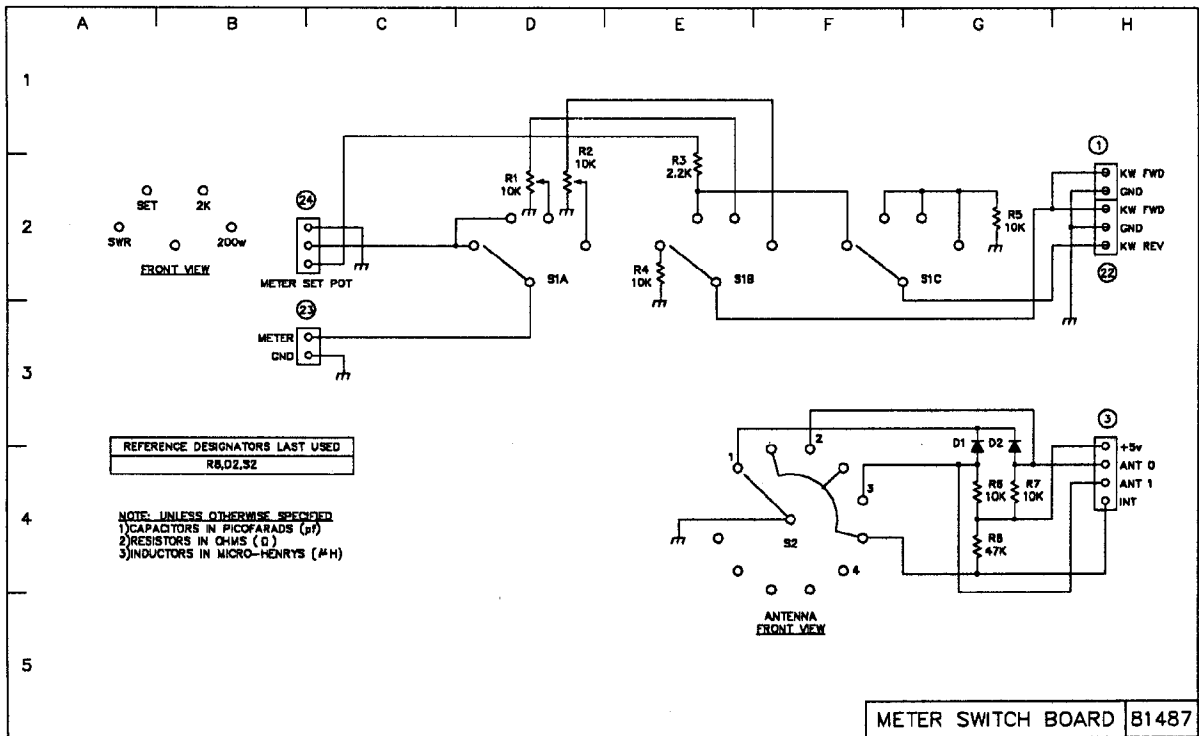 A B C D E F G H
1
2
3
4
5
SET 2K
SWR 200w
FRONT VIEW
24
METER SET POT
23
METER
GND
R1
10K
R2
10K
S1A
R3
2.2K
R4
10K
S1B
S1C
R5
10K
1
KW FWD
GND
KW FWD
GND
KW REV
22
REFERENCE DESIGNATORS LAST USED
R8,D2,S2
NOTE: UNLESS OTHERWISE SPECIFIED
1)CAPACITORS IN PICOFARADS (pf)
2)RESISTORS IN OHMS (Ω)
3)INDUCTORS IN MICRO-HENRYS (µH)
1
2
3
4
S2
ANTENNA
FRONT VIEW
D1 D2
R6
10K
R7
10K
R8
47K
3
+5v
ANT 0
ANT 1
INT
METER SWITCH BOARD 81487